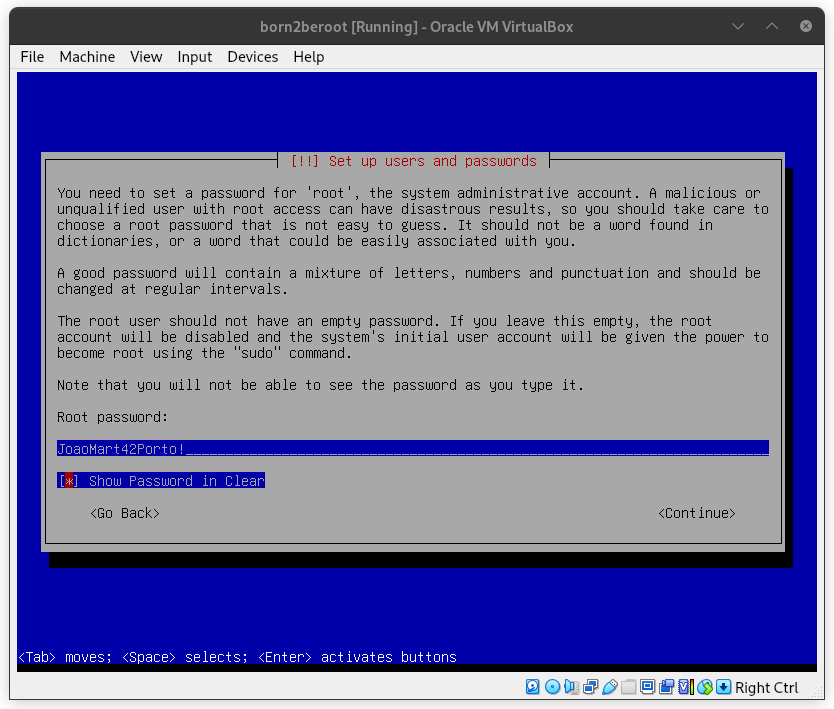 born2beroot [Running] - Oracle VM VirtualBox
File Machine View Input Devices Help
[!!] Set up users and passwords
You need to set a password for 'root', the system administrative account. A malicious or
unqualified user with root access can have disastrous results, so you should take care to
choose a root password that is not easy to guess. It should not be a word found in
dictionaries, or a word that could be easily associated with you.
A good password will contain a mixture of letters, numbers and punctuation and should be
changed at regular intervals.
The root user should not have an empty password. If you leave this empty, the root
account will be disabled and the system's initial user account will be given the power to
become root using the "sudo" command.
Note that you will not be able to see the password as you type it.
Root password:
JoaoMart42Porto!
[*] Show Password in Clear
<Go Back> <Continue>
<Tab> moves; <Space> selects; <Enter> activates buttons
Right Ctrl